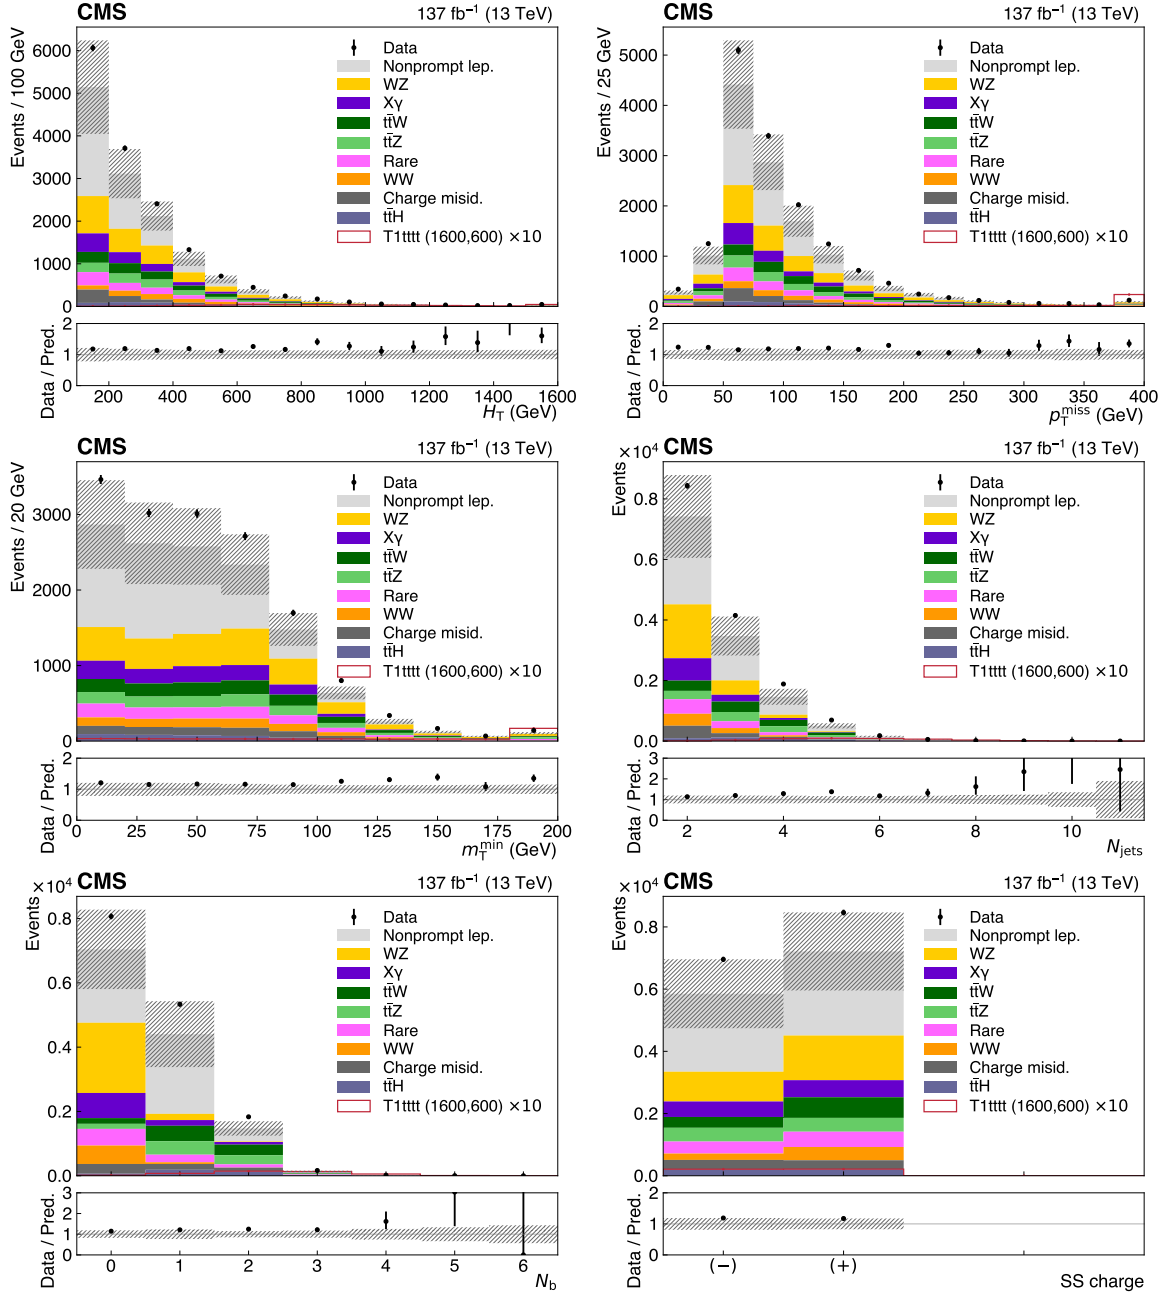 CMS 137 fb⁻¹ (13 TeV)
Events / 100 GeV
6000
5000
4000
3000
2000
1000
0
Data
Nonprompt lep.
WZ
Xγ
tt̄W
tt̄Z
Rare
WW
Charge misid.
tt̄H
T1tttt (1600,600) ×10
Data / Pred.
2
1
0
200 400 600 800 1000 1200 1400 1600
H_T (GeV)
CMS 137 fb⁻¹ (13 TeV)
Events / 25 GeV
5000
4000
3000
2000
1000
0
Data
Nonprompt lep.
WZ
Xγ
tt̄W
tt̄Z
Rare
WW
Charge misid.
tt̄H
T1tttt (1600,600) ×10
Data / Pred.
2
1
0
0 50 100 150 200 250 300 350 400
p_T^miss (GeV)
CMS 137 fb⁻¹ (13 TeV)
Events / 20 GeV
3000
2000
1000
0
Data
Nonprompt lep.
WZ
Xγ
tt̄W
tt̄Z
Rare
WW
Charge misid.
tt̄H
T1tttt (1600,600) ×10
Data / Pred.
2
1
0
0 25 50 75 100 125 150 175 200
m_T^min (GeV)
CMS 137 fb⁻¹ (13 TeV)
×10⁴
Events
0.8
0.6
0.4
0.2
0.0
Data
Nonprompt lep.
WZ
Xγ
tt̄W
tt̄Z
Rare
WW
Charge misid.
tt̄H
T1tttt (1600,600) ×10
Data / Pred.
3
2
1
0
2 4 6 8 10
N_jets
CMS 137 fb⁻¹ (13 TeV)
×10⁴
Events
0.8
0.6
0.4
0.2
0.0
Data
Nonprompt lep.
WZ
Xγ
tt̄W
tt̄Z
Rare
WW
Charge misid.
tt̄H
T1tttt (1600,600) ×10
Data / Pred.
3
2
1
0
0 1 2 3 4 5 6
N_b
CMS 137 fb⁻¹ (13 TeV)
×10⁴
Events
0.8
0.6
0.4
0.2
0.0
Data
Nonprompt lep.
WZ
Xγ
tt̄W
tt̄Z
Rare
WW
Charge misid.
tt̄H
T1tttt (1600,600) ×10
Data / Pred.
2
1
0
(−) (+)
SS charge